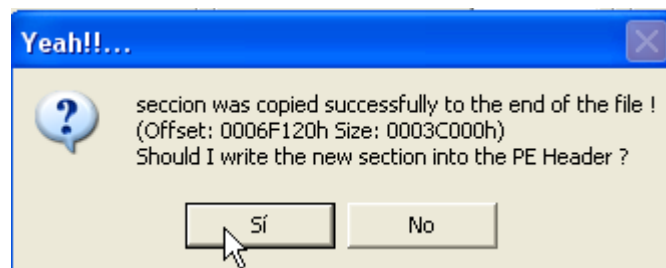 Yeah!!...
seccion was copied successfully to the end of the file !
(Offset: 0006F120h Size: 0003C000h)
Should I write the new section into the PE Header ?
Sí
No